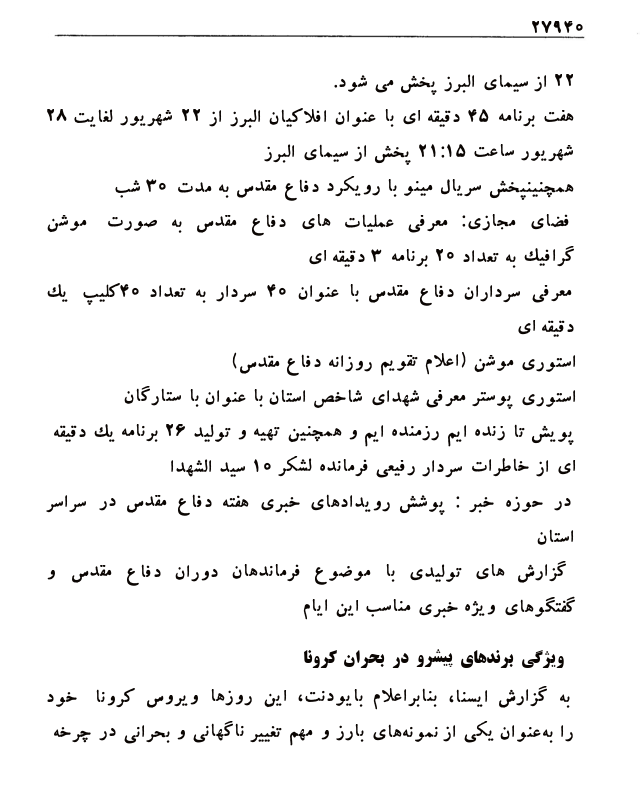 ۲۷۹۴۰
۲۲ از سیمای البرز پخش می شود.
هفت برنامه ۴۵ دقیقه ای با عنوان افلاکیان البرز از ۲۲ شهریور لغایت ۲۸
شهریور ساعت ۲۱:۱۵ پخش از سیمای البرز
همچنینپخش سریال مینو با رویکرد دفاع مقدس به مدت ۳۰ شب
فضای مجازی: معرفی عملیات های دفاع مقدس به صورت موشن
گرافیك به تعداد ۲۰ برنامه ۳ دقیقه ای
معرفی سرداران دفاع مقدس با عنوان ۴۰ سردار به تعداد ۴۰کلیپ یك
دقیقه ای
استوری موشن (اعلام تقویم روزانه دفاع مقدس)
استوری پوستر معرفی شهدای شاخص استان با عنوان با ستارگان
پویش تا زنده ایم رزمنده ایم و همچنین تهیه و تولید ۲۶ برنامه یك دقیقه
ای از خاطرات سردار رفیعی فرمانده لشکر ۱۰ سید الشهدا
در حوزه خبر : پوشش رویدادهای خبری هفته دفاع مقدس در سراسر
استان
گزارش های تولیدی با موضوع فرماندهان دوران دفاع مقدس و
گفتگوهای ویژه خبری مناسب این ایام
ویژگی برندهای پیشرو در بحران کرونا
به گزارش ایسنا، بنابراعلام بایودنت، این روزها ویروس کرونا خود
را به‌عنوان یکی از نمونه‌های بارز و مهم تغییر ناگهانی و بحرانی در چرخه